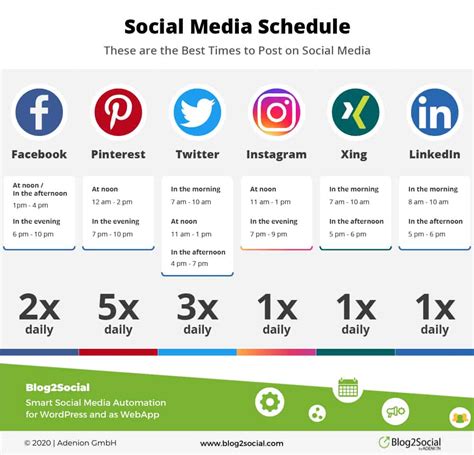 Social Media Schedule
These are the Best Times to Post on Social Media
Facebook
At noon /
In the afternoon
1pm - 4 pm
In the evening
6 pm - 10 pm
2x
daily
Pinterest
At noon
12 am - 2 pm
In the evening
7 pm - 10 pm
5x
daily
Twitter
In the morning
7 am - 10 am
At noon
11 am - 1 pm
In the afternoon
4 pm - 7 pm
3x
daily
Instagram
At noon
11 am - 1 pm
In the evening
7 pm - 9 pm
1x
daily
Xing
In the morning
7 am - 9 am
In the afternoon
5 pm - 6 pm
1x
daily
in
LinkedIn
In the morning
8 am - 10 am
In the afternoon
5 pm - 6 pm
1x
daily
Blog2Social
Smart Social Media Automation
for WordPress and as WebApp
© 2020 | Adenion GmbH
www.blog2social.com
Blog2Social
by ADENION